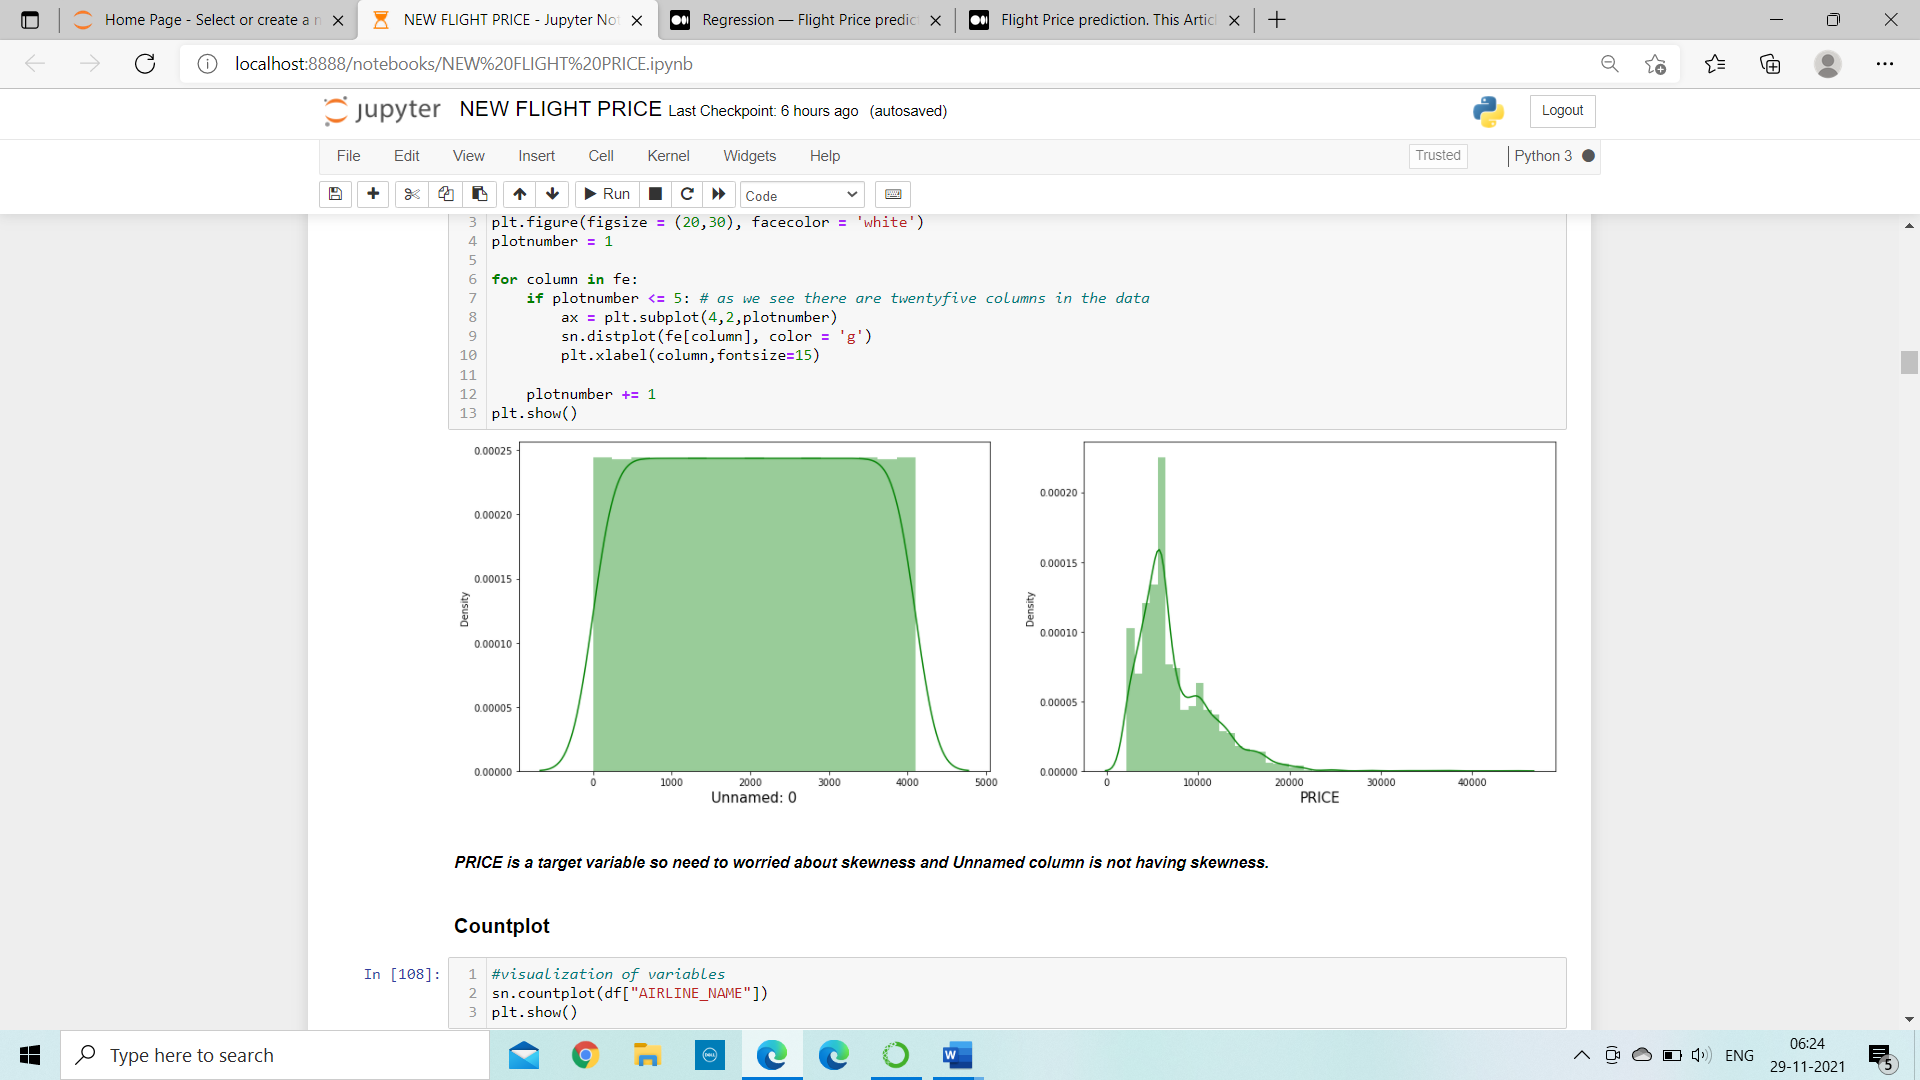 Home Page - Select or create a n
NEW FLIGHT PRICE - Jupyter Not
Regression — Flight Price predic
Flight Price prediction. This Artic
localhost:8888/notebooks/NEW%20FLIGHT%20PRICE.ipynb
jupyter NEW FLIGHT PRICE Last Checkpoint: 6 hours ago (autosaved)
Logout
File Edit View Insert Cell Kernel Widgets Help
Trusted
Python 3
Run
Code
3 plt.figure(figsize = (20,30), facecolor = 'white')
4 plotnumber = 1
5
6 for column in fe:
7     if plotnumber <= 5: # as we see there are twentyfive columns in the data
8         ax = plt.subplot(4,2,plotnumber)
9         sn.distplot(fe[column], color = 'g')
10         plt.xlabel(column,fontsize=15)
11
12     plotnumber += 1
13 plt.show()
0.00025
0.00020
0.00015
0.00010
0.00005
0.00000
Density
0 1000 2000 3000 4000 5000
Unnamed: 0
0.00020
0.00015
0.00010
0.00005
0.00000
Density
0 10000 20000 30000 40000
PRICE
PRICE is a target variable so need to worried about skewness and Unnamed column is not having skewness.
Countplot
In [108]:
1 #visualization of variables
2 sn.countplot(df["AIRLINE_NAME"])
3 plt.show()
Type here to search
DELL
W
ENG
06:24
29-11-2021
5